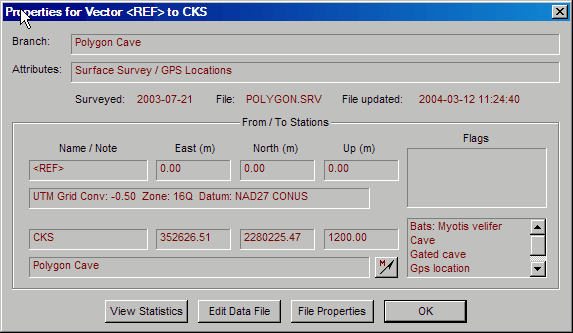 Properties for Vector <REF> to CKS
Branch: Polygon Cave
Attributes: Surface Survey / GPS Locations
Surveyed: 2003-07-21 File: POLYGON.SRV File updated: 2004-03-12 11:24:40
From / To Stations
Name / Note East (m) North (m) Up (m) Flags
<REF> 0.00 0.00 0.00
UTM Grid Conv: -0.50 Zone: 16Q Datum: NAD27 CONUS
CKS 352626.51 2280225.47 1200.00
Polygon Cave
M
Bats: Myotis velifer
Cave
Gated cave
Gps location
View Statistics Edit Data File File Properties OK